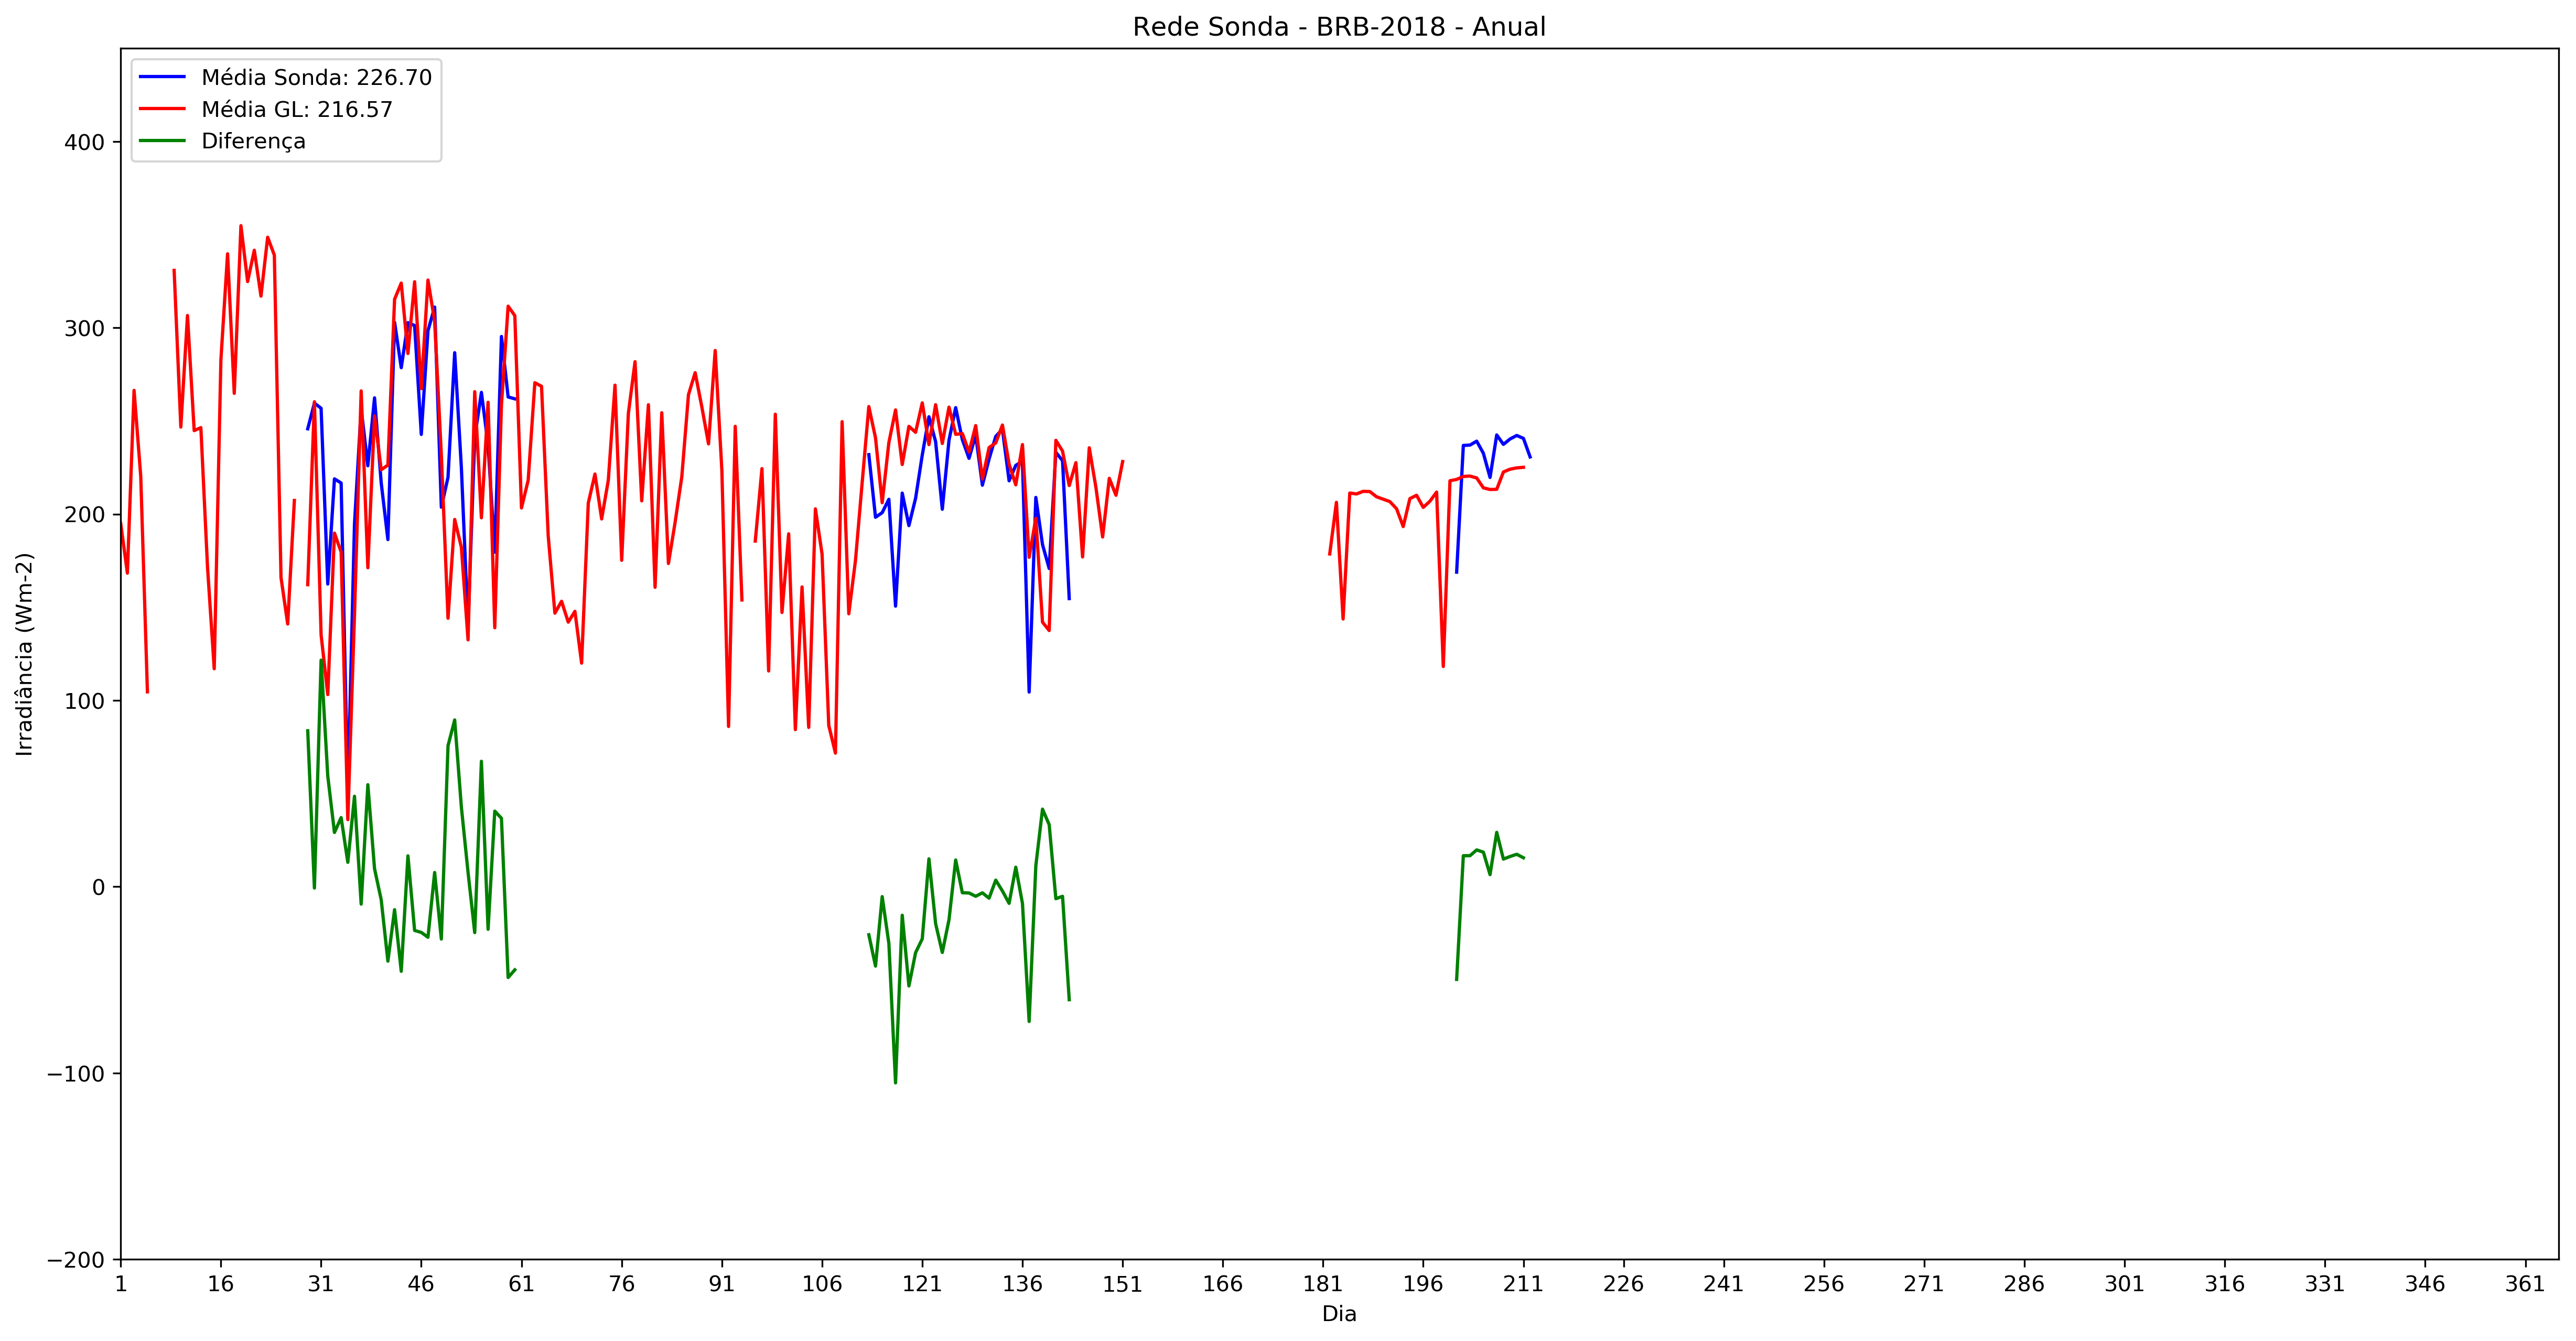 Rede Sonda - BRB-2018 - Anual
Média Sonda: 226.70
Média GL: 216.57
Diferença
400
300
200
100
0
−100
−200
Irradiância (Wm-2)
1 16 31 46 61 76 91 106 121 136 151 166 181 196 211 226 241 256 271 286 301 316 331 346 361
Dia